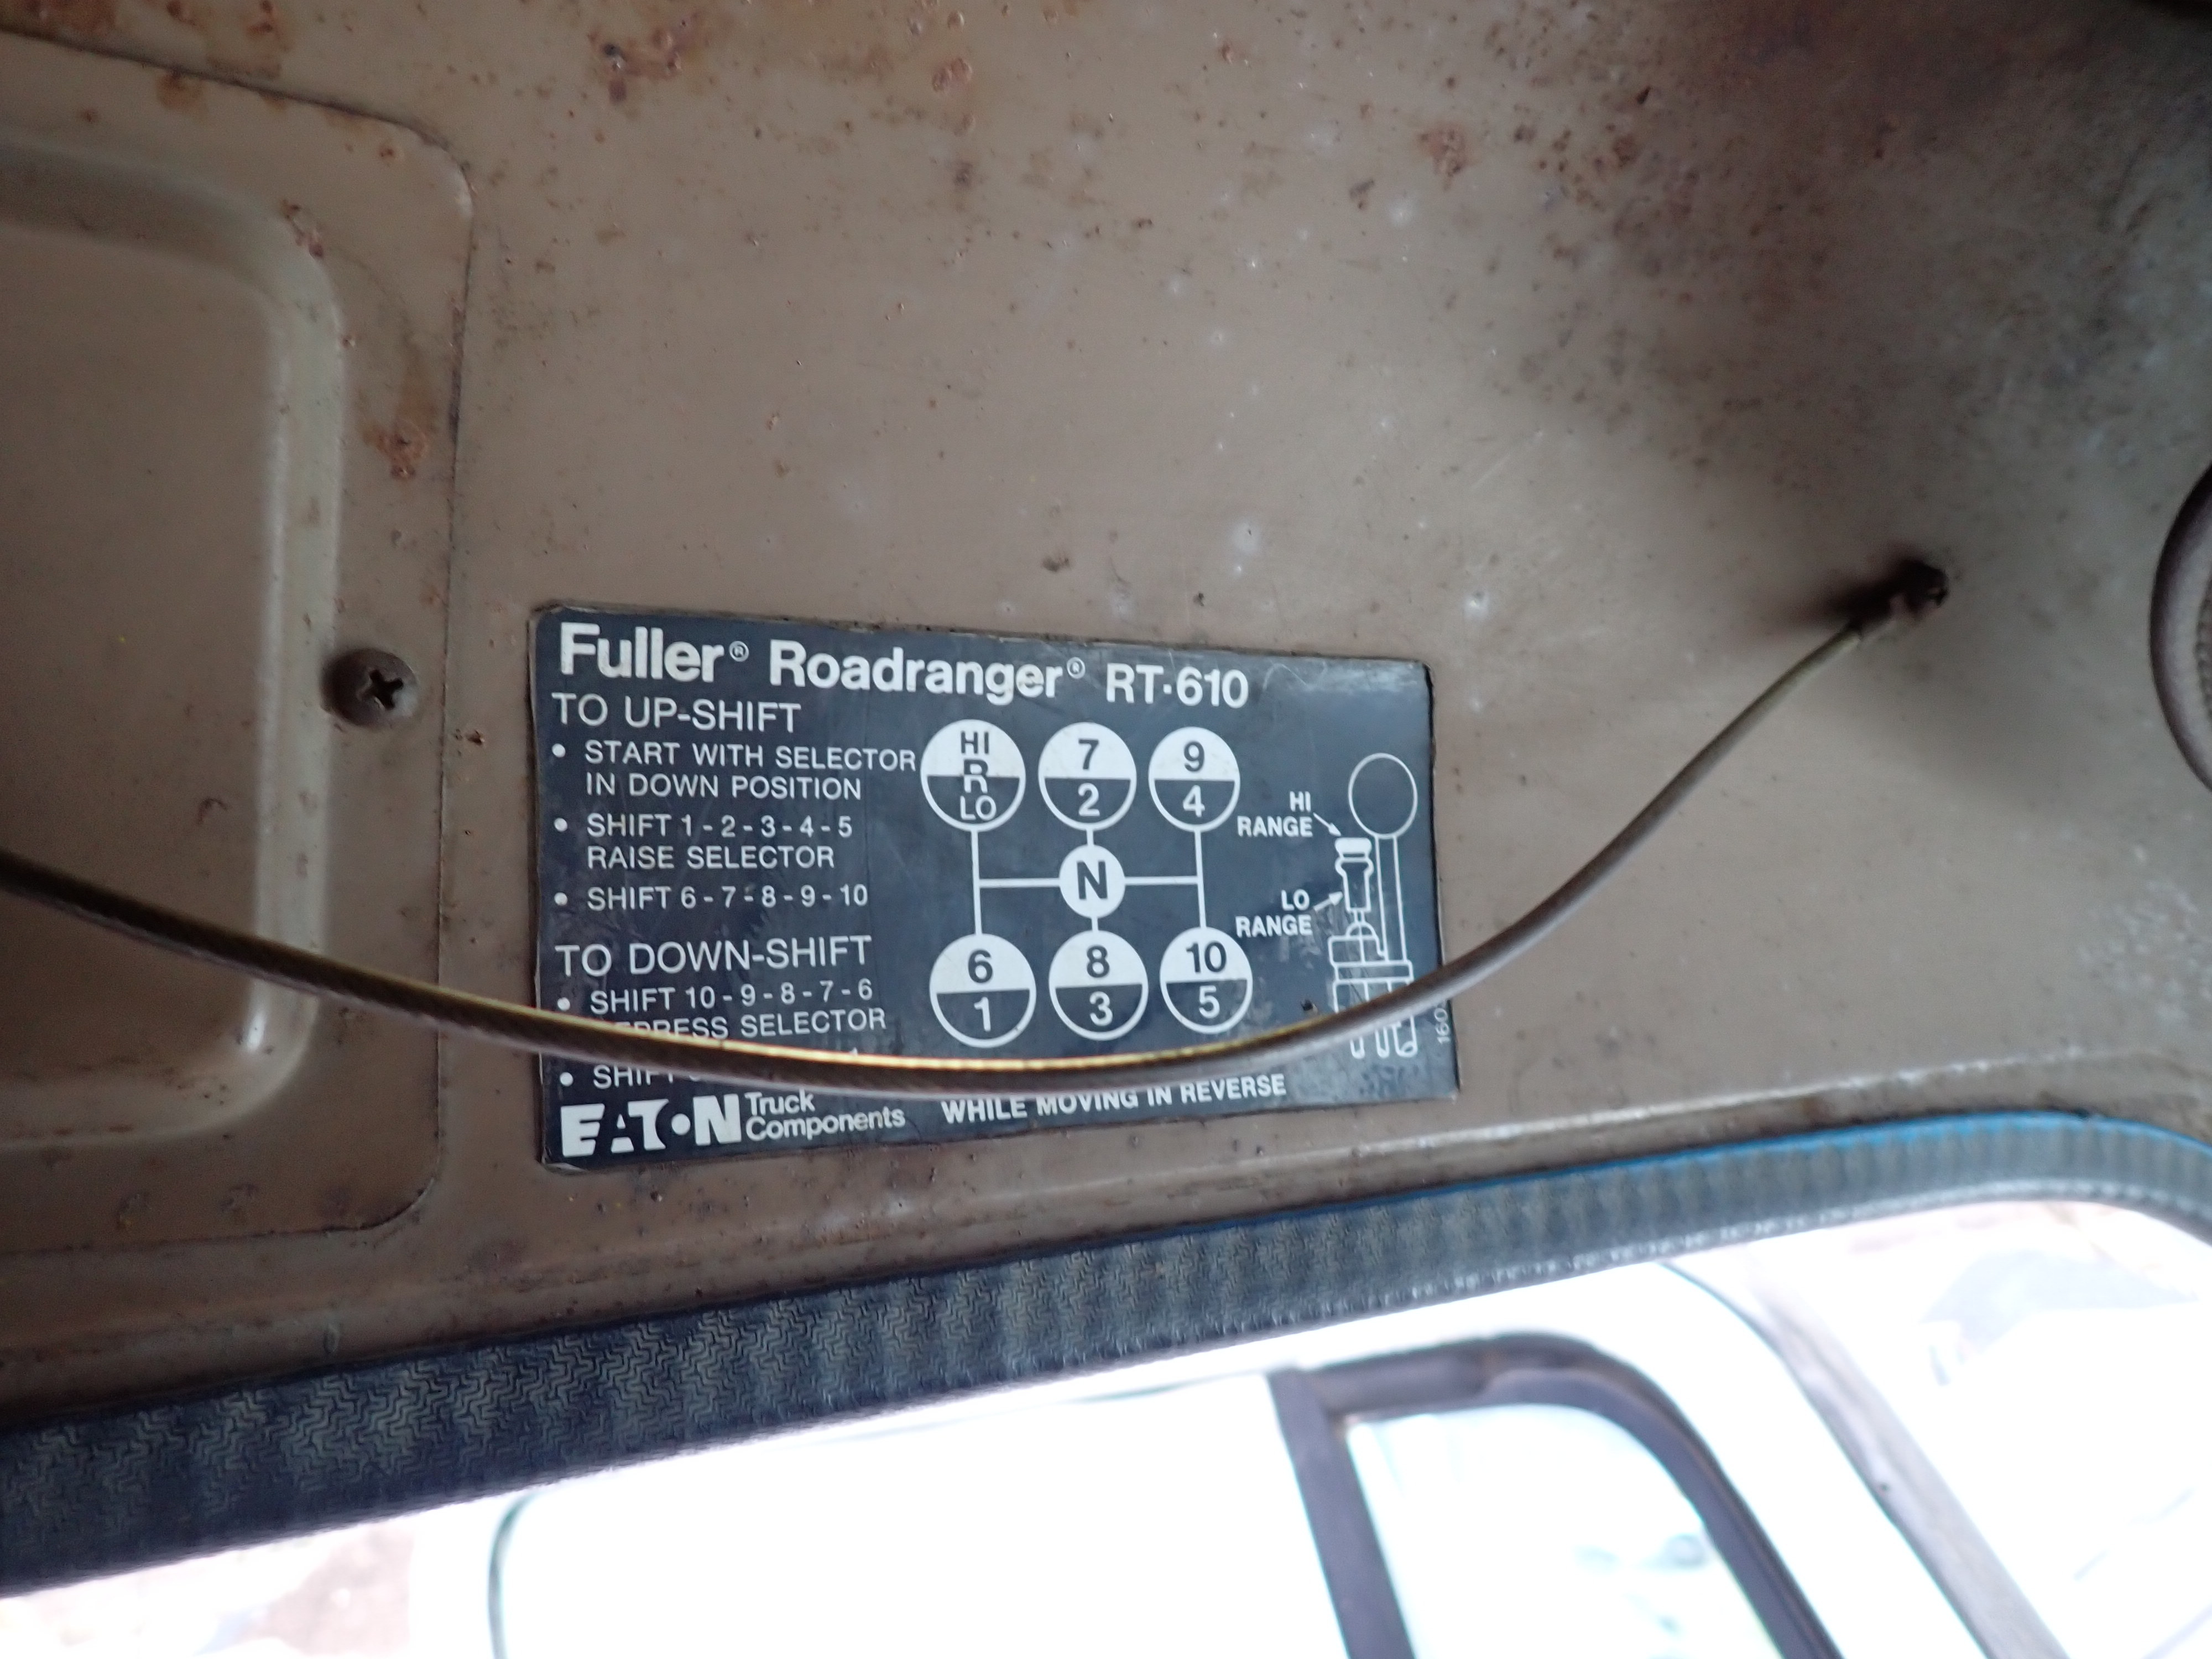 Fuller® Roadranger® RT·610
TO UP-SHIFT
• START WITH SELECTOR
IN DOWN POSITION
• SHIFT 1 - 2 - 3 - 4 - 5
RAISE SELECTOR
• SHIFT 6 - 7 - 8 - 9 - 10
TO DOWN-SHIFT
• SHIFT 10 - 9 - 8 - 7 - 6
SELECTOR
• SHIFT
HI
R
LO
7
2
9
4
N
6
1
8
3
10
5
HI
RANGE
LO
RANGE
WHILE MOVING IN REVERSE
EATON Truck
Components